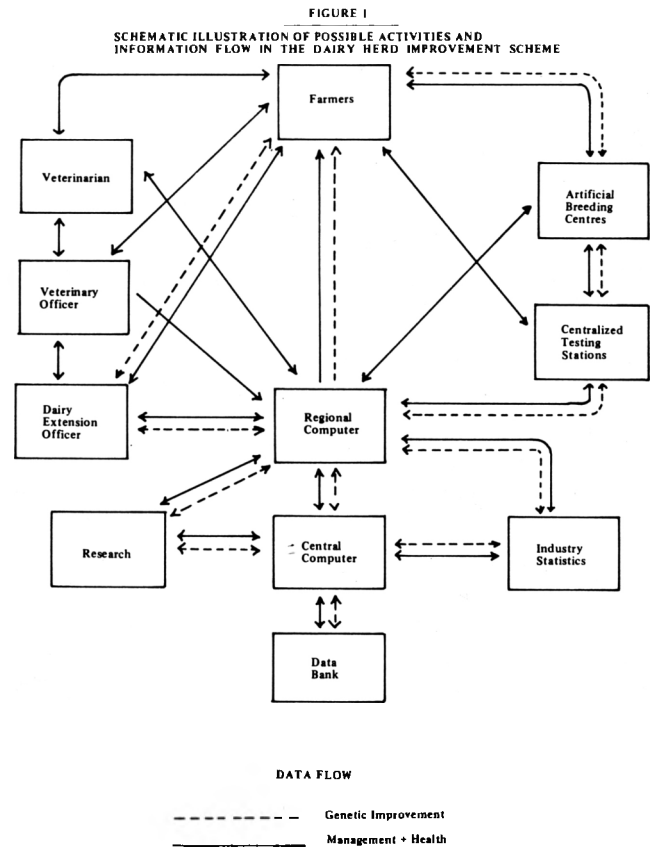 FIGURE 1
SCHEMATIC ILLUSTRATION OF POSSIBLE ACTIVITIES AND
INFORMATION FLOW IN THE DAIRY HERD IMPROVEMENT SCHEME
Farmers
Veterinarian
Artificial
Breeding
Centres
Veterinary
Officer
Centralized
Testing
Stations
Dairy
Extension
Officer
Regional
Computer
Research
Central
Computer
Industry
Statistics
Data
Bank
DATA FLOW
Genetic Improvement
Management + Health